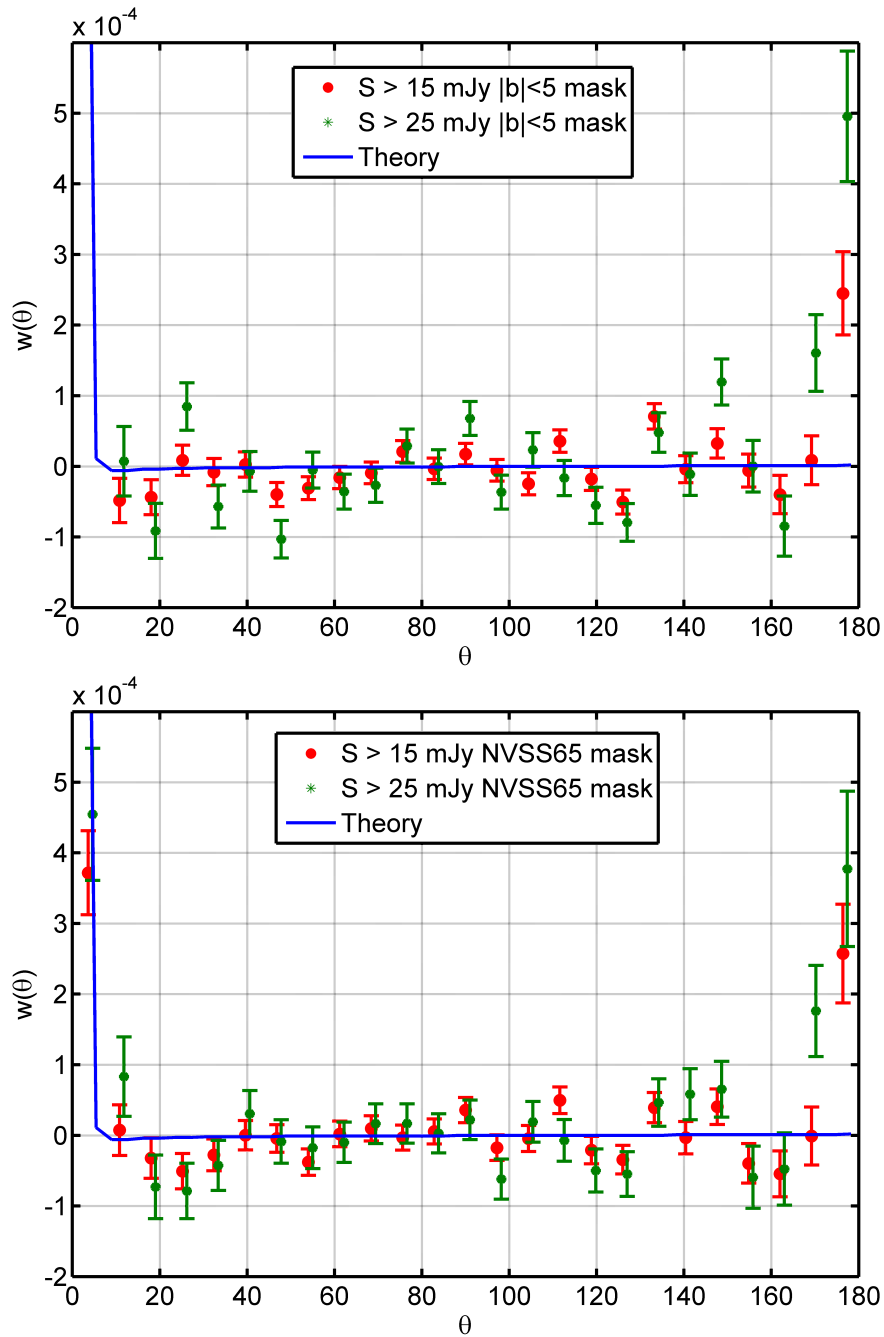 x 10-4
5
4
3
2
1
0
-1
-2
w(θ)
S > 15 mJy |b|<5 mask
S > 25 mJy |b|<5 mask
Theory
0 20 40 60 80 100 120 140 160 180
θ
x 10-4
5
4
3
2
1
0
-1
-2
w(θ)
S > 15 mJy NVSS65 mask
S > 25 mJy NVSS65 mask
Theory
0 20 40 60 80 100 120 140 160 180
θ